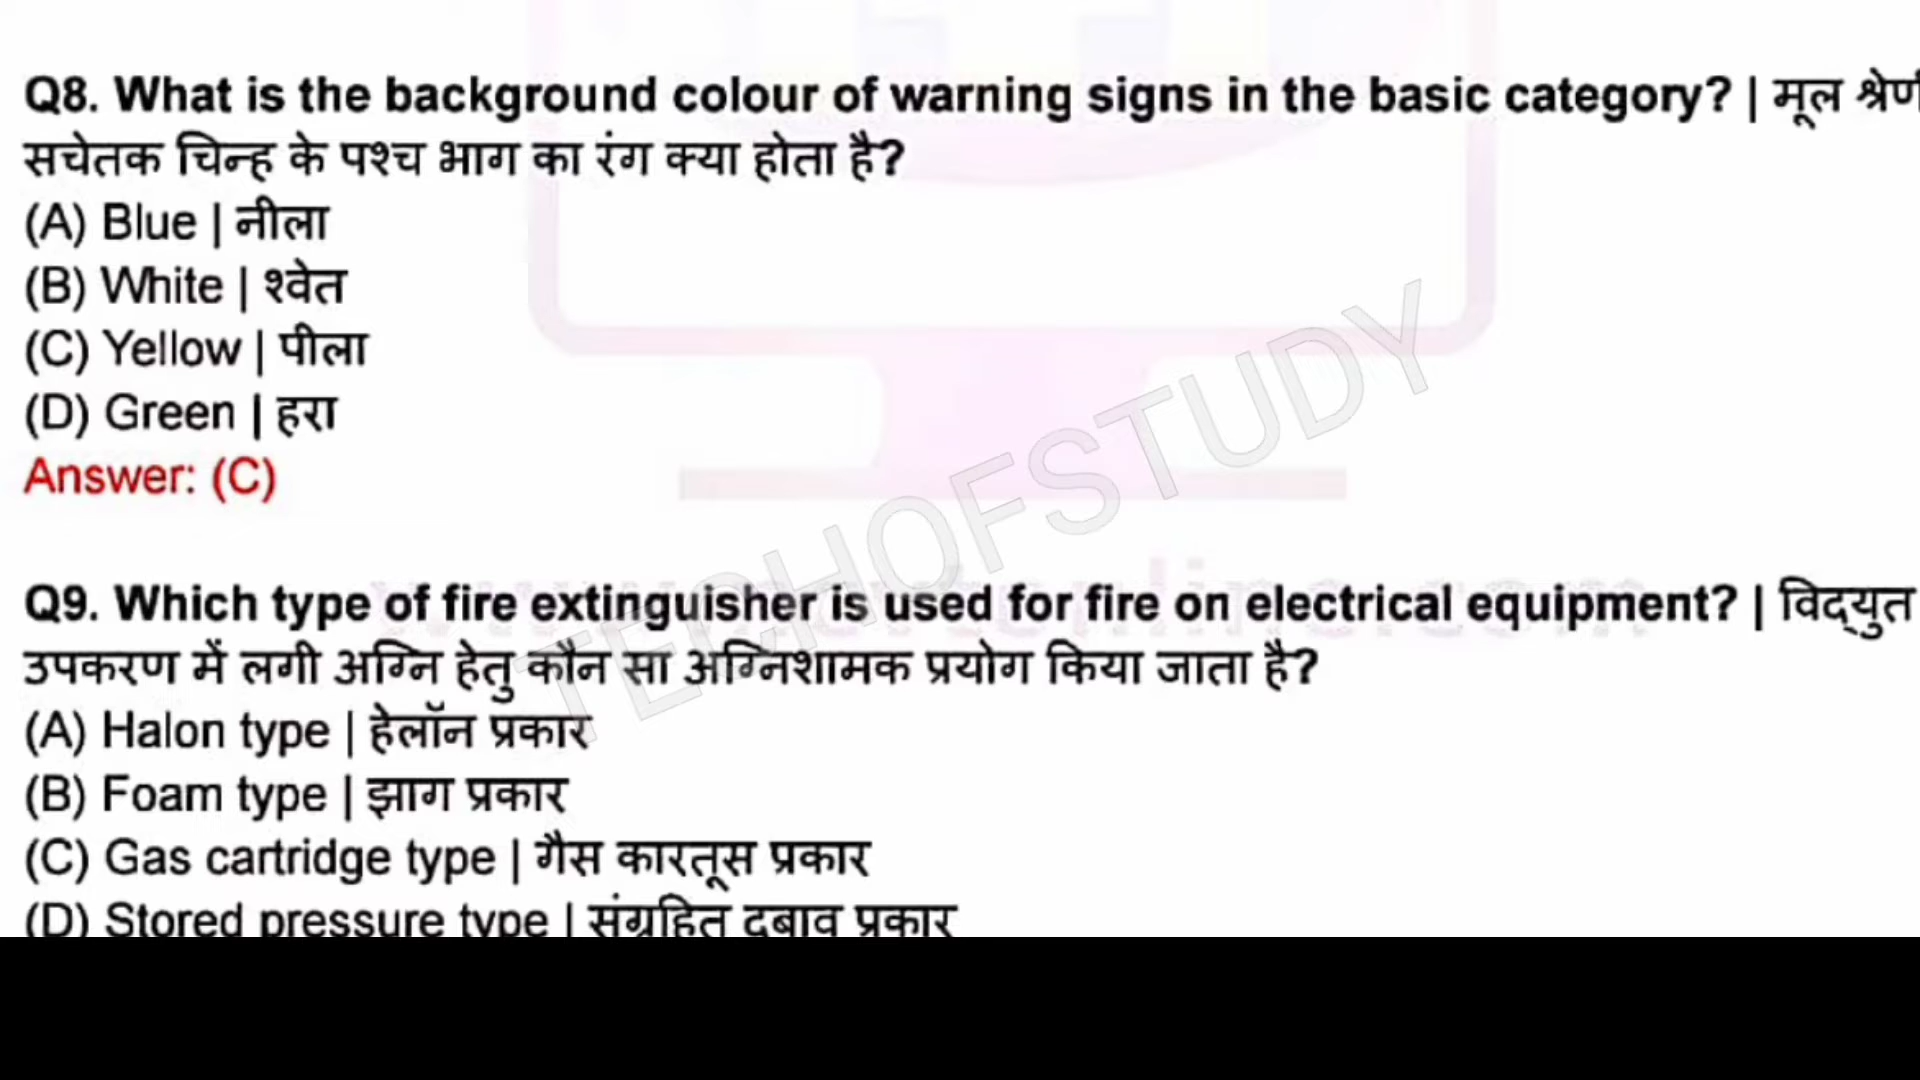 Q8. What is the background colour of warning signs in the basic category? | मूल श्रेणी
सचेतक चिन्ह के पश्च भाग का रंग क्या होता है?
(A) Blue | नीला
(B) White | श्वेत
(C) Yellow | पीला
(D) Green | हरा
Answer: (C)
TECHOFSTUDY
Q9. Which type of fire extinguisher is used for fire on electrical equipment? | विद्युत
उपकरण में लगी अग्नि हेतु कौन सा अग्निशामक प्रयोग किया जाता है?
(A) Halon type | हेलॉन प्रकार
(B) Foam type | झाग प्रकार
(C) Gas cartridge type | गैस कारतूस प्रकार
(D) Stored pressure type | संग्रहित दबाव प्रकार